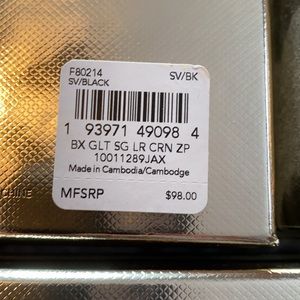 F80214
SV/BLACK
SV/BK
1 93971 49098 4
BX GLT SG LR CRN ZP
10011289JAX
Made in Cambodia/Cambodge
MFSRP
$98.00